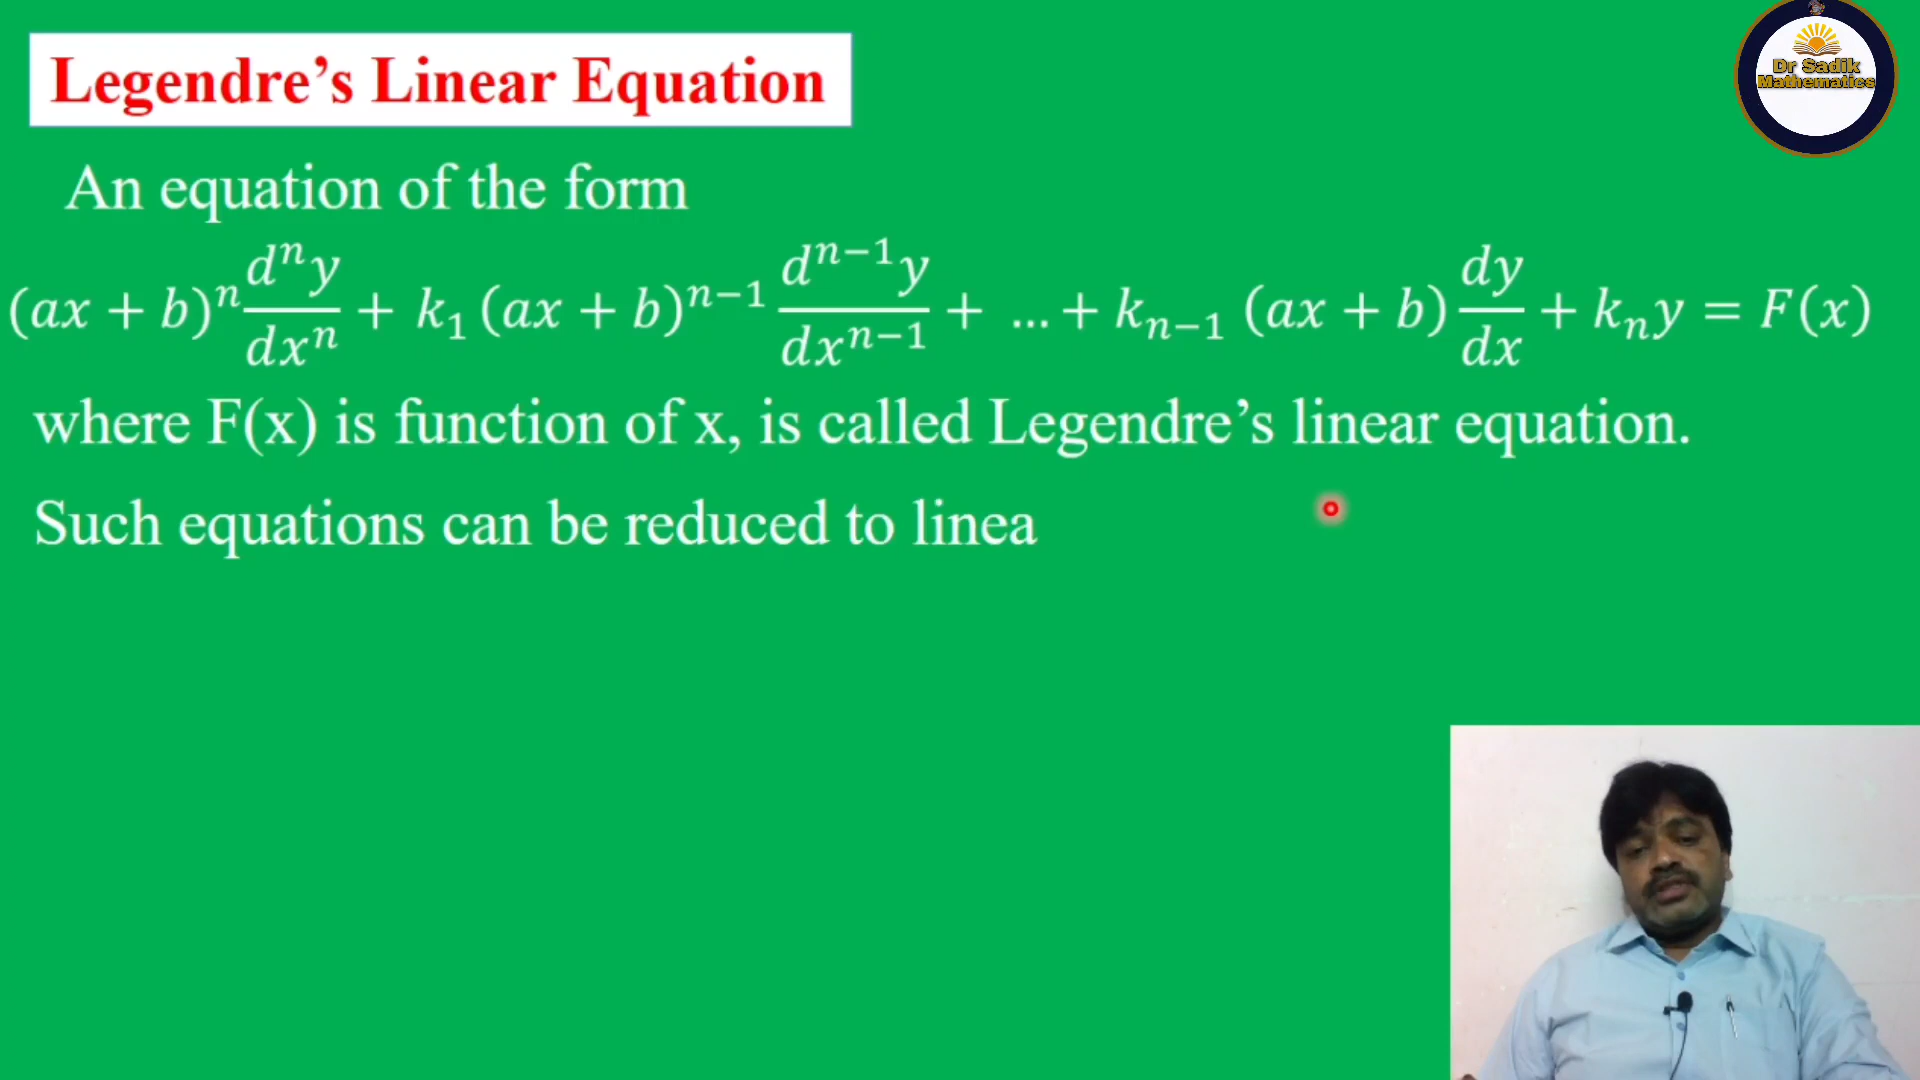 Legendre’s Linear Equation
Dr Sadik
Mathematics
An equation of the form
(ax + b)^n d^n y/dx^n + k_1 (ax + b)^{n−1} d^{n−1}y/dx^{n−1} + ... + k_{n−1} (ax + b) dy/dx + k_n y = F(x)
where F(x) is function of x, is called Legendre’s linear equation.
Such equations can be reduced to linea